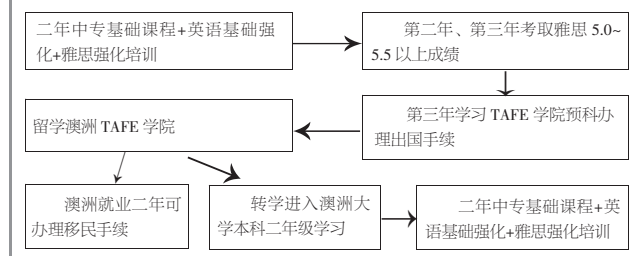 二年中专基础课程+英语基础强
化+雅思强化培训
第二年、第三年考取雅思 5.0~
5.5 以上成绩
第三年学习 TAFE 学院预科办
理出国手续
留学澳洲 TAFE 学院
澳洲就业二年可
办理移民手续
转学进入澳洲大
学本科二年级学习
二年中专基础课程+英
语基础强化+雅思强化培训